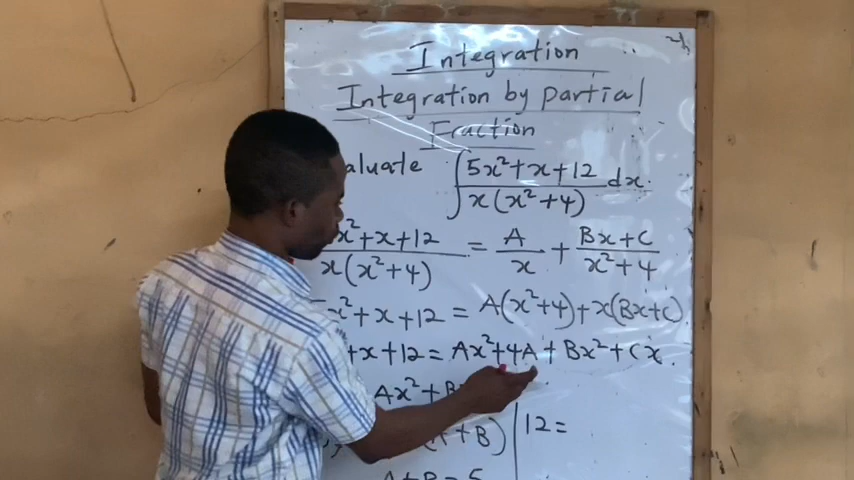 Integration
Integration by partial
Fraction
aluate ∫ 5x²+x+12 / x(x²+4) dx.
x²+x+12 / x(x²+4) = A / x + Bx+C / x²+4
x²+x+12 = A(x²+4)+x(Bx+C)
+x+12 = Ax²+4A+Bx²+Cx.
Ax²+B
+B) | 12=
A+B=5